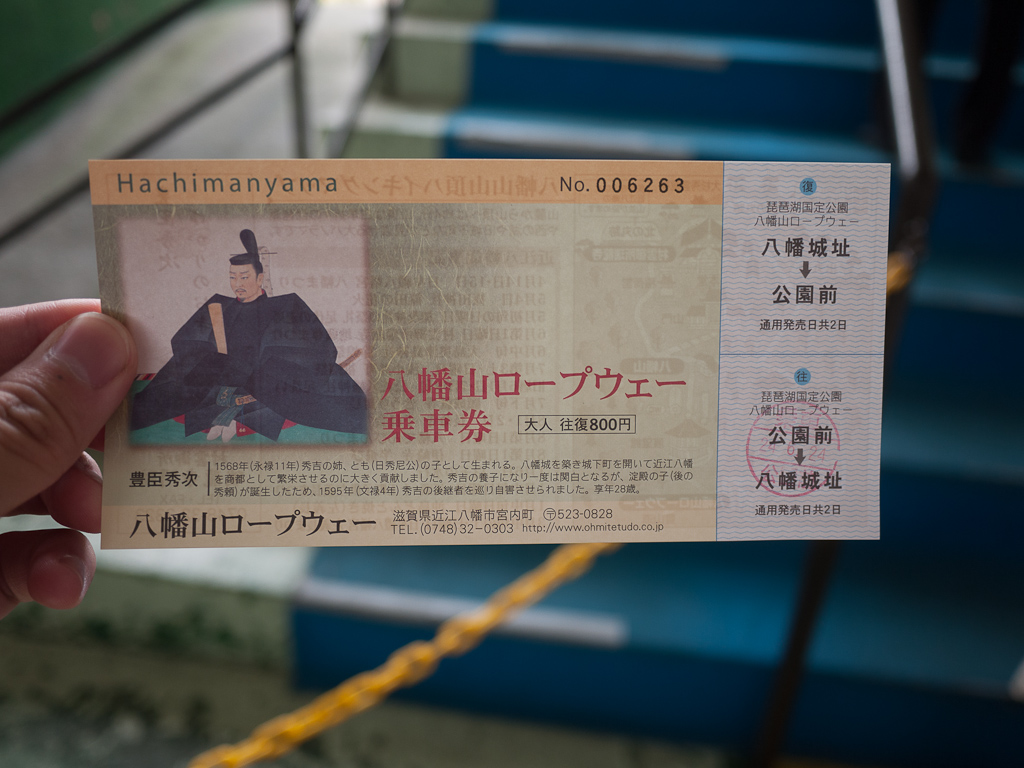 Hachimanyama
No.006263
八幡山ロープウェー
乗車券
大人 往復800円
豊臣秀次
1568年(永禄11年)秀吉の姉、とも(日秀尼公)の子として生まれる。八幡城を築き城下町を開いて近江八幡
を商都として繁栄させるのに大きく貢献しました。秀吉の養子になり一度は関白となるが、淀殿の子(後の
秀頼)が誕生したため、1595年(文禄4年)秀吉の後継者を巡り自害させられました。享年28歳。
八幡山ロープウェー
滋賀県近江八幡市宮内町 〶523-0828
TEL.(0748)32-0303 http://www.ohmitetudo.co.jp
復
琵琶湖国定公園
八幡山ロープウェー
八幡城址
⬇
公園前
通用発売日共2日
往
琵琶湖国定公園
八幡山ロープウェー
公園前
⬇
八幡城址
通用発売日共2日